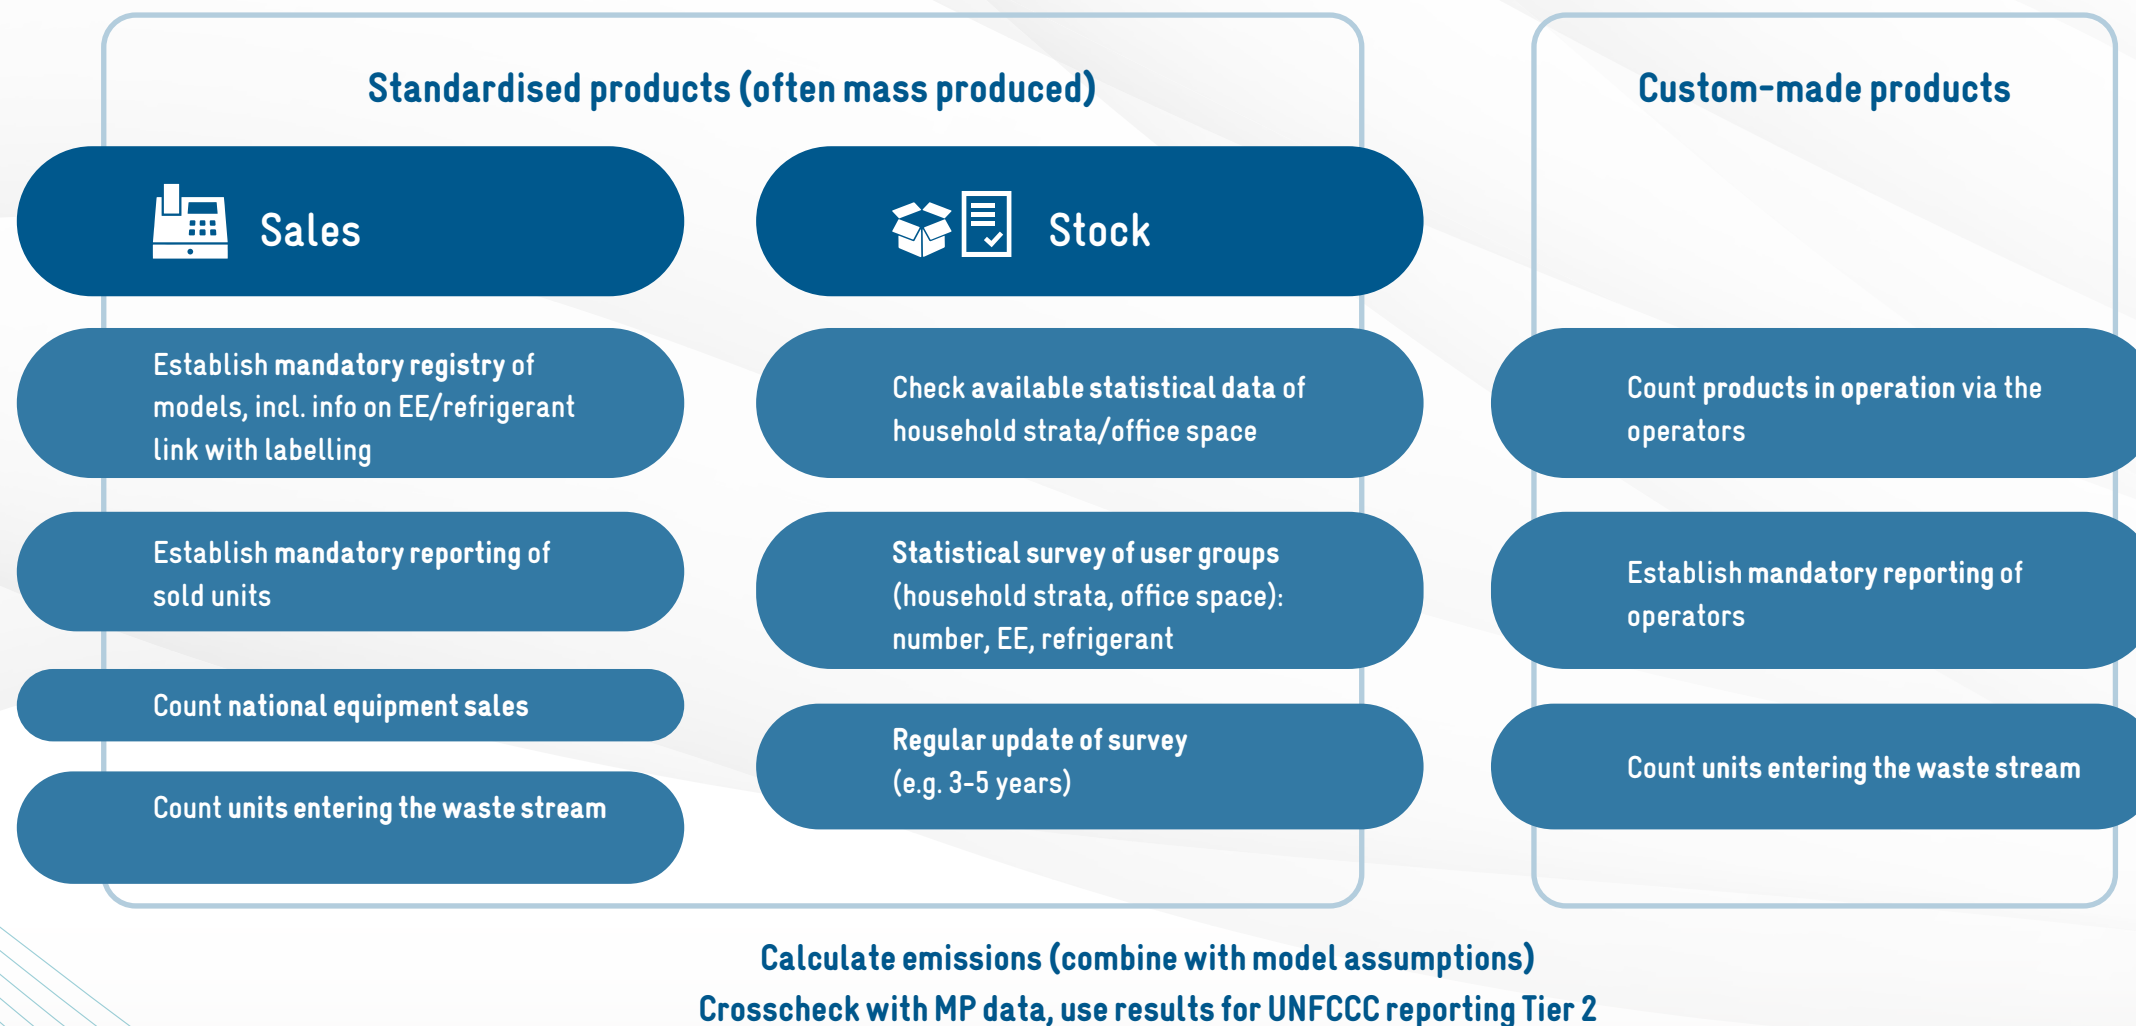 Standardised products (often mass produced)
Sales
Establish mandatory registry of
models, incl. info on EE/refrigerant
link with labelling
Establish mandatory reporting of
sold units
Count national equipment sales
Count units entering the waste stream
Stock
Check available statistical data of
household strata/office space
Statistical survey of user groups
(household strata, office space):
number, EE, refrigerant
Regular update of survey
(e.g. 3-5 years)
Custom-made products
Count products in operation via the
operators
Establish mandatory reporting of
operators
Count units entering the waste stream
Calculate emissions (combine with model assumptions)
Crosscheck with MP data, use results for UNFCCC reporting Tier 2